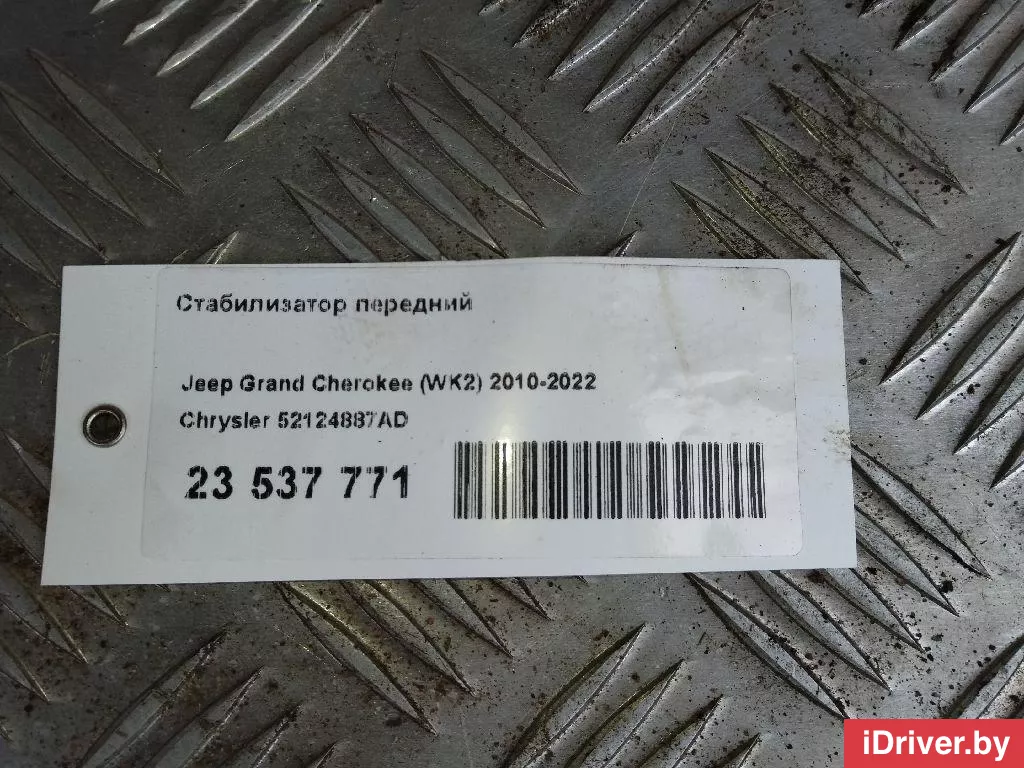 Стабилизатор передний
Jeep Grand Cherokee (WK2) 2010-2022
Chrysler 52124887AD
23 537 771
iDriver.by